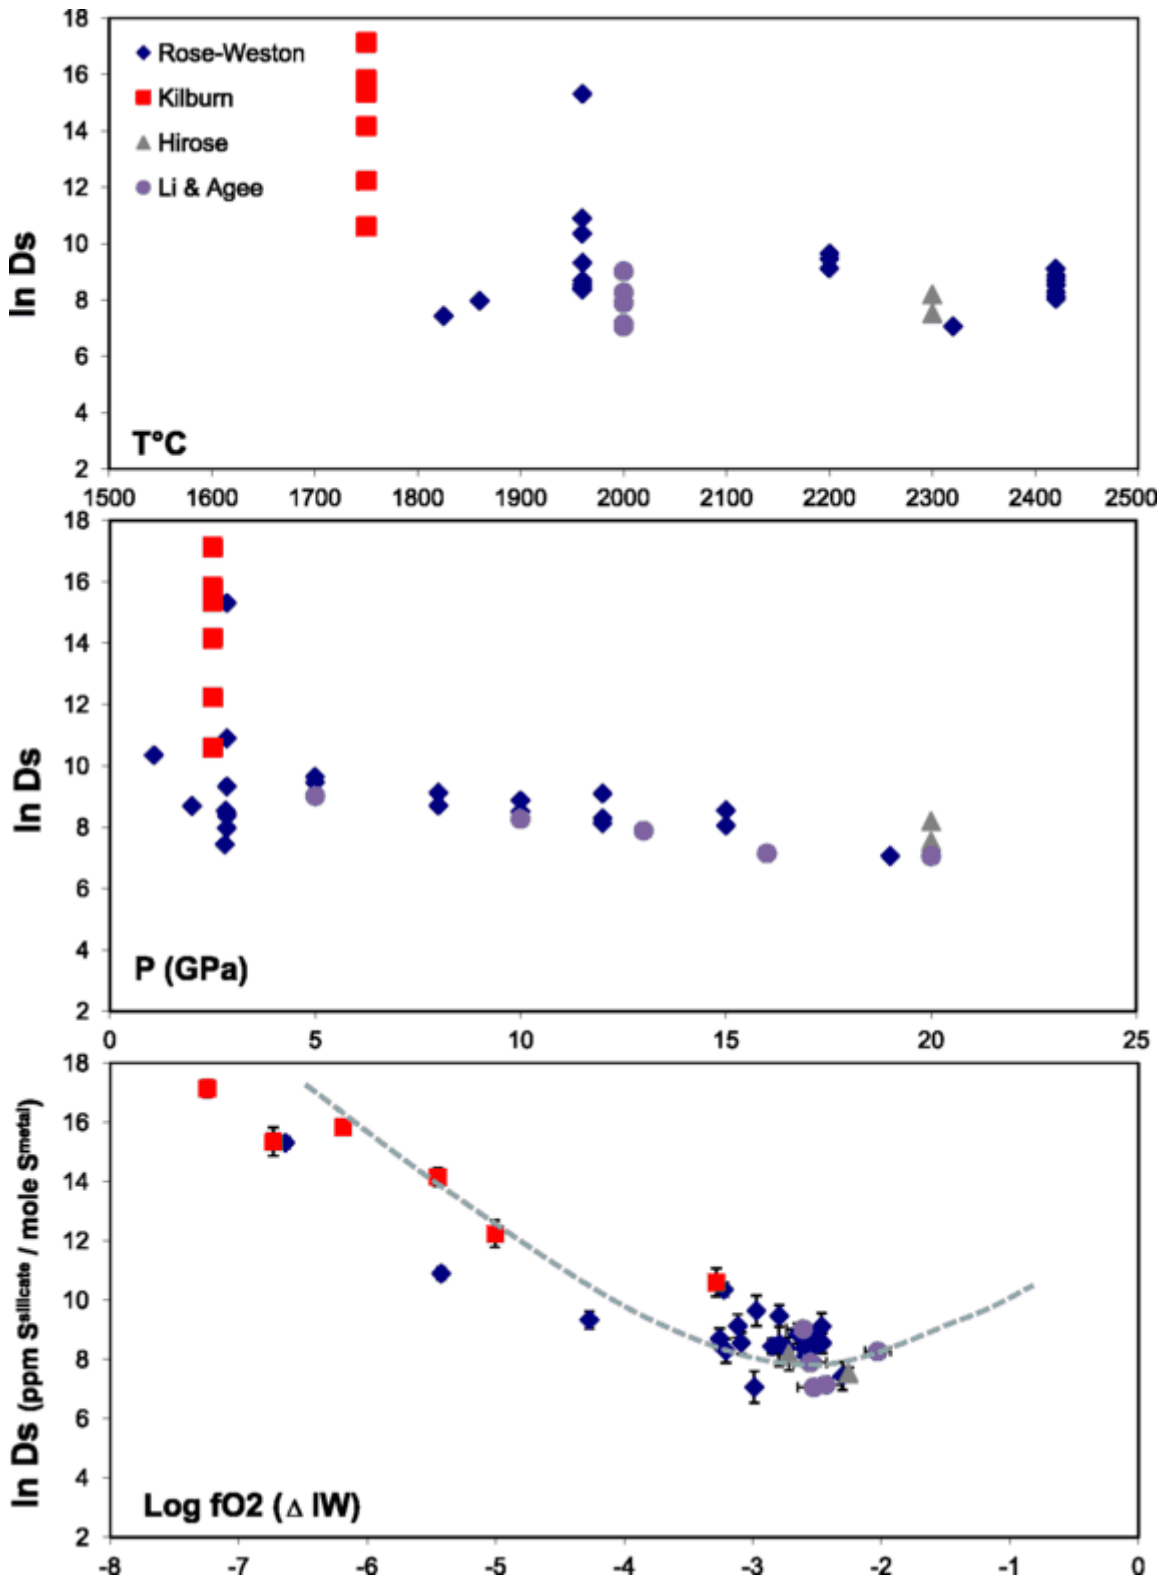 18
16
14
12
10
8
6
4
2
ln Ds
Rose-Weston
Kilburn
Hirose
Li & Agee
T°C
1500 1600 1700 1800 1900 2000 2100 2200 2300 2400 2500
18
16
14
12
10
8
6
4
2
ln Ds
P (GPa)
0 5 10 15 20 25
18
16
14
12
10
8
6
4
2
ln Ds (ppm S^silicate / mole S^metal)
Log fO2 (Δ IW)
-8 -7 -6 -5 -4 -3 -2 -1 0